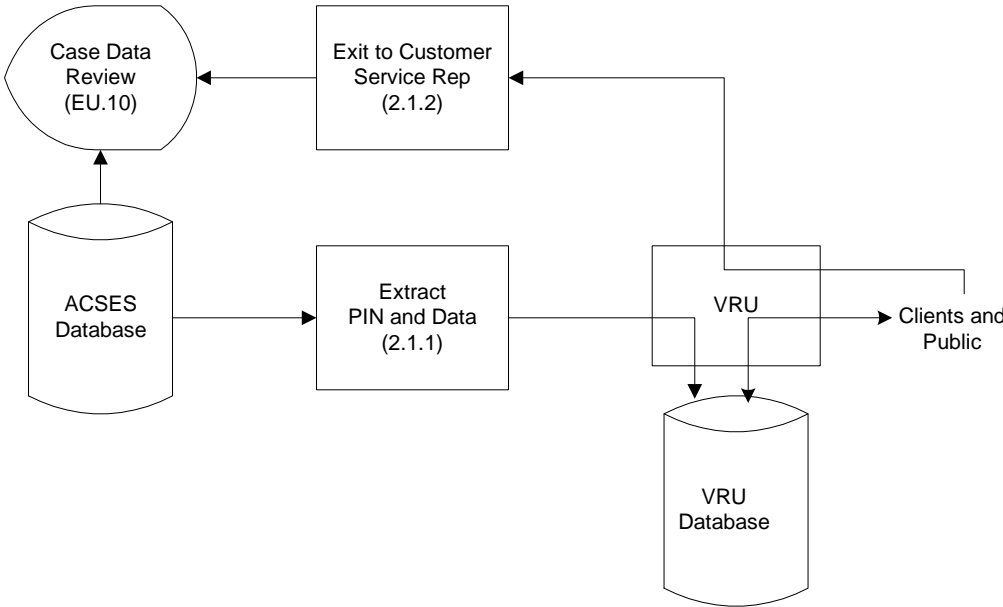 Case Data
Review
(EU.10)
Exit to Customer
Service Rep
(2.1.2)
ACSES
Database
Extract
PIN and Data
(2.1.1)
VRU
Clients and
Public
VRU
Database